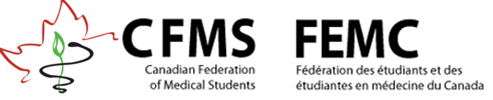 CFMS
Canadian Federation
of Medical Students
FEMC
Fédération des étudiants et des
étudiantes en médecine du Canada